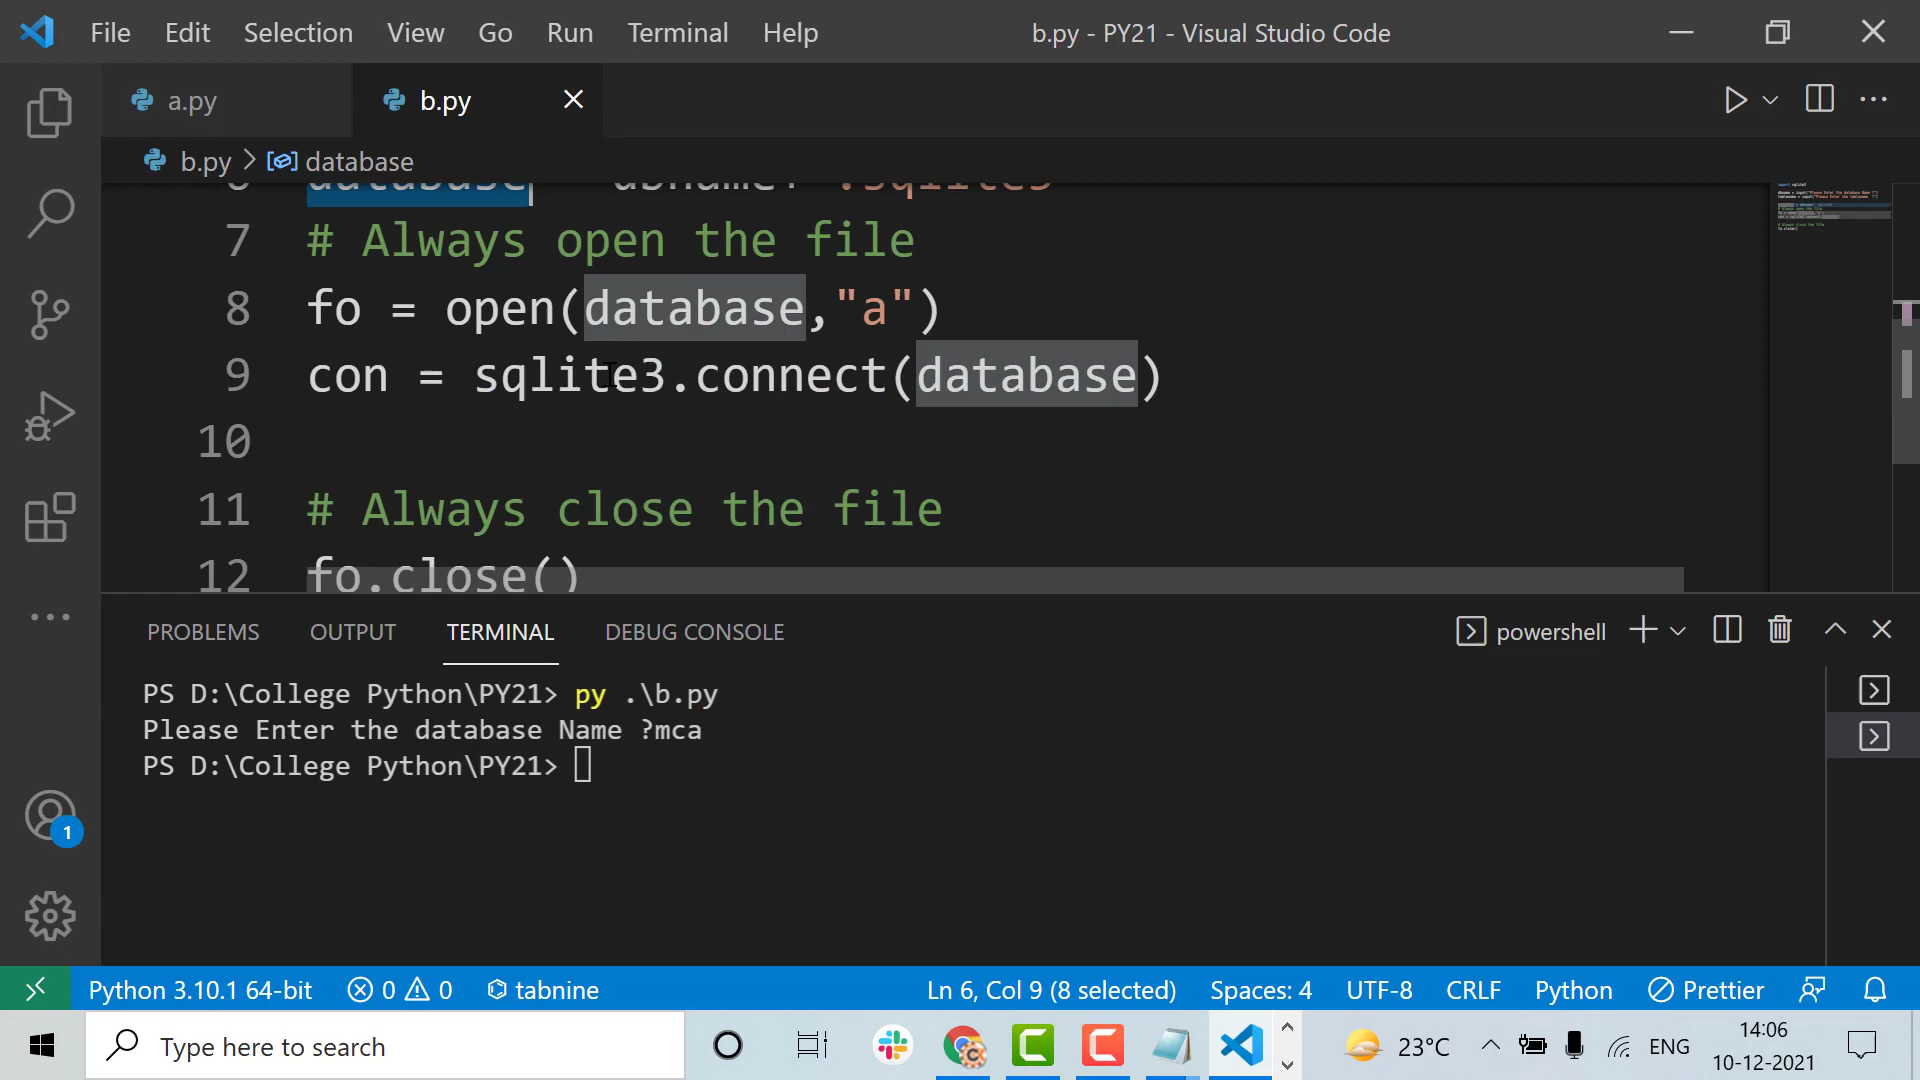 File Edit Selection View Go Run Terminal Help b.py - PY21 - Visual Studio Code
a.py b.py
b.py > database
database dbname+".sqlite3
7 # Always open the file
8 fo = open(database,"a")
9 con = sqlite3.connect(database)
10
11 # Always close the file
12 fo.close()
PROBLEMS OUTPUT TERMINAL DEBUG CONSOLE powershell
PS D:\College Python\PY21> py .\b.py
Please Enter the database Name ?mca
PS D:\College Python\PY21>
1
Python 3.10.1 64-bit 0 0 tabnine Ln 6, Col 9 (8 selected) Spaces: 4 UTF-8 CRLF Python Prettier
Type here to search 23°C ENG 14:06
10-12-2021